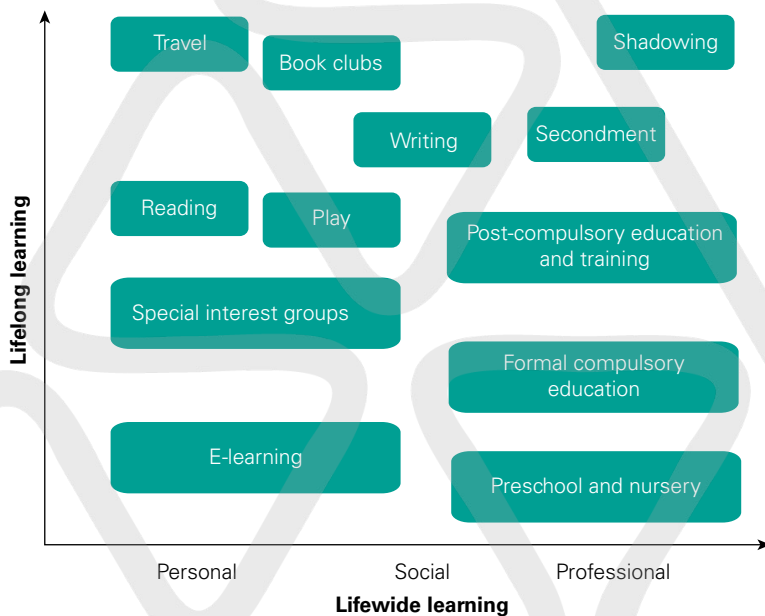 Travel
Book clubs
Shadowing
Writing
Secondment
Reading
Play
Post-compulsory education
and training
Special interest groups
Formal compulsory
education
E-learning
Preschool and nursery
Lifelong learning
Personal
Social
Professional
Lifewide learning